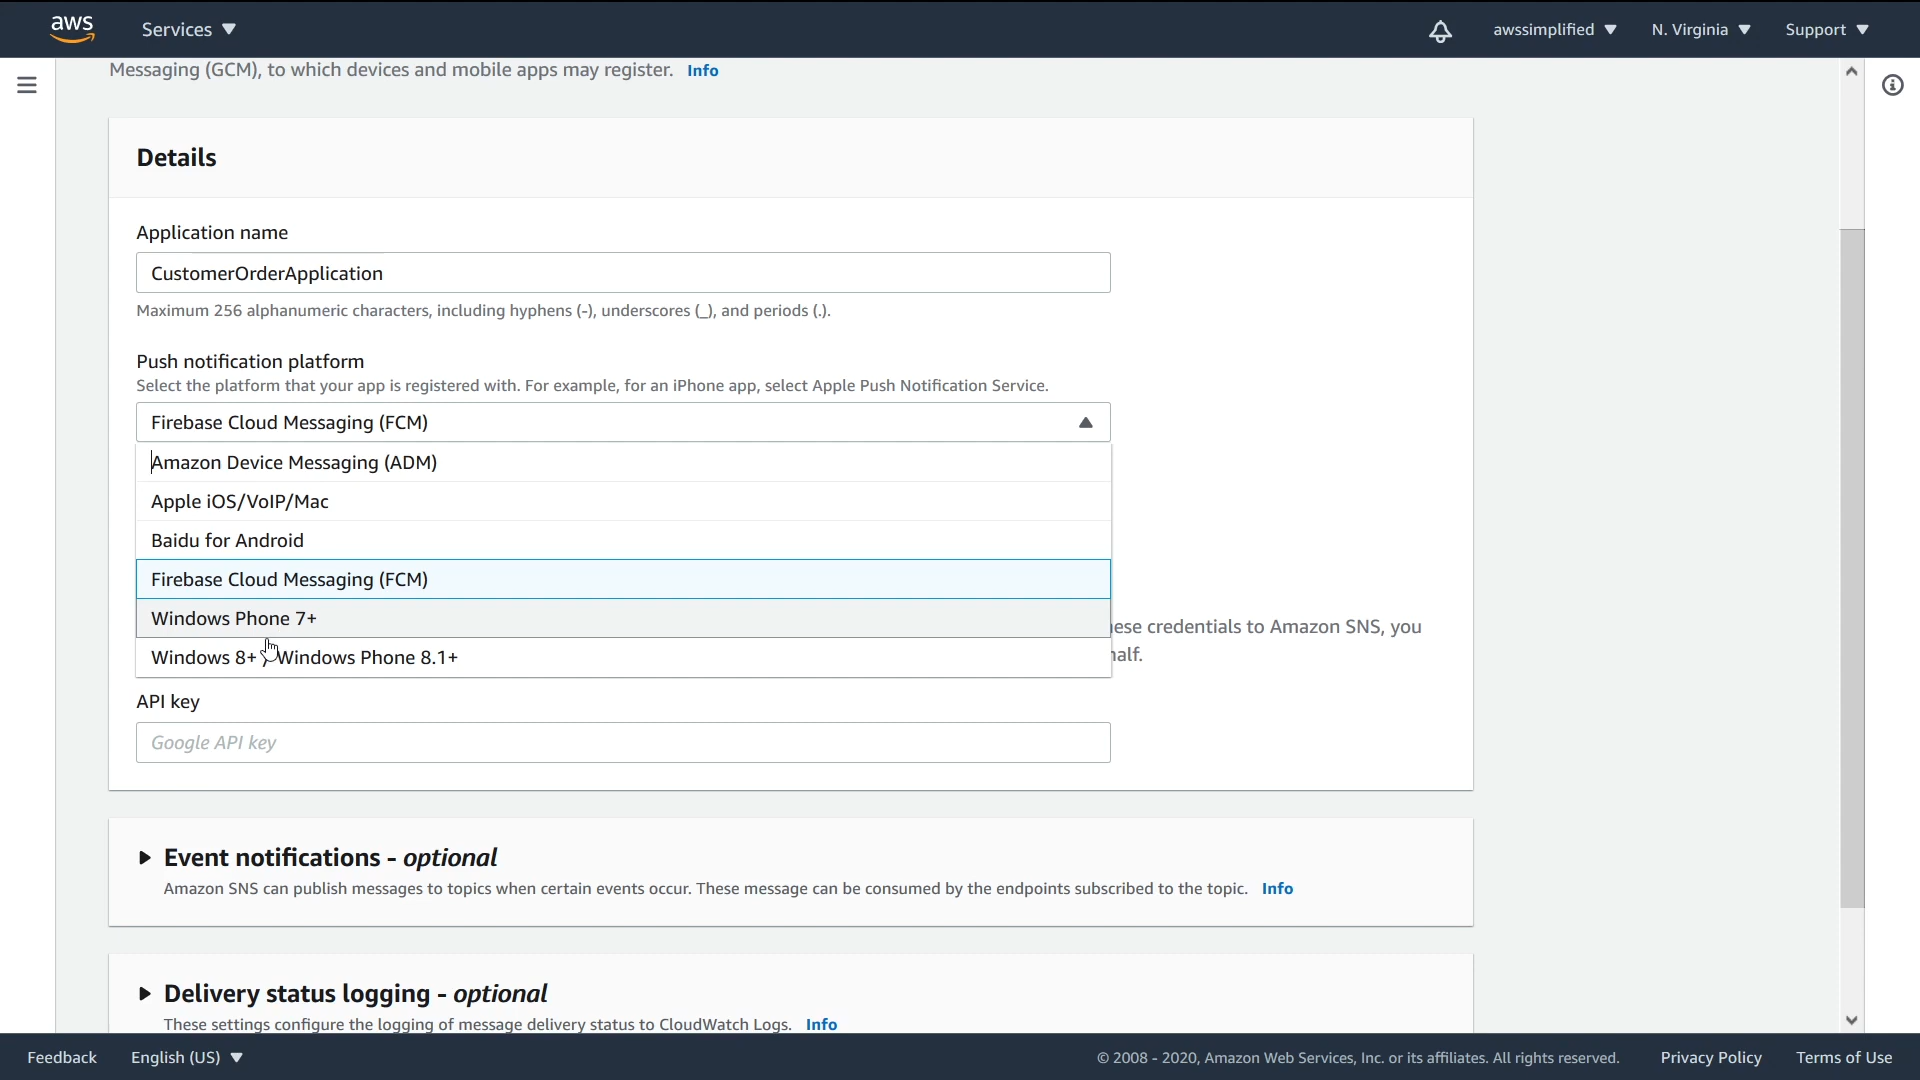 aws
Services
awssimplified
N. Virginia
Support
Messaging (GCM), to which devices and mobile apps may register. Info
Details
Application name
CustomerOrderApplication
Maximum 256 alphanumeric characters, including hyphens (-), underscores (_), and periods (.).
Push notification platform
Select the platform that your app is registered with. For example, for an iPhone app, select Apple Push Notification Service.
Firebase Cloud Messaging (FCM)
Amazon Device Messaging (ADM)
Apple iOS/VoIP/Mac
Baidu for Android
Firebase Cloud Messaging (FCM)
Windows Phone 7+
credentials to Amazon SNS, you
Windows 8+ / Windows Phone 8.1+
API key
Google API key
Event notifications - optional
Amazon SNS can publish messages to topics when certain events occur. These message can be consumed by the endpoints subscribed to the topic. Info
Delivery status logging - optional
These settings configure the logging of message delivery status to CloudWatch Logs. Info
Feedback
English (US)
© 2008 - 2020, Amazon Web Services, Inc. or its affiliates. All rights reserved.
Privacy Policy
Terms of Use